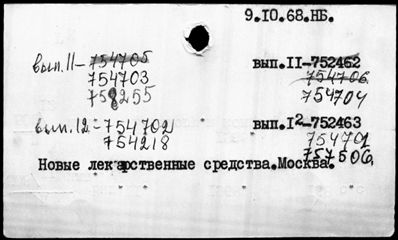 9.IO.68.НБ.
вып.11-754705 вып.II-752462
754703 754706
758255 754704
вып.12-754702 вып.I2-752463
754218 754701
Новые лекарственные средства.Москва. 757506